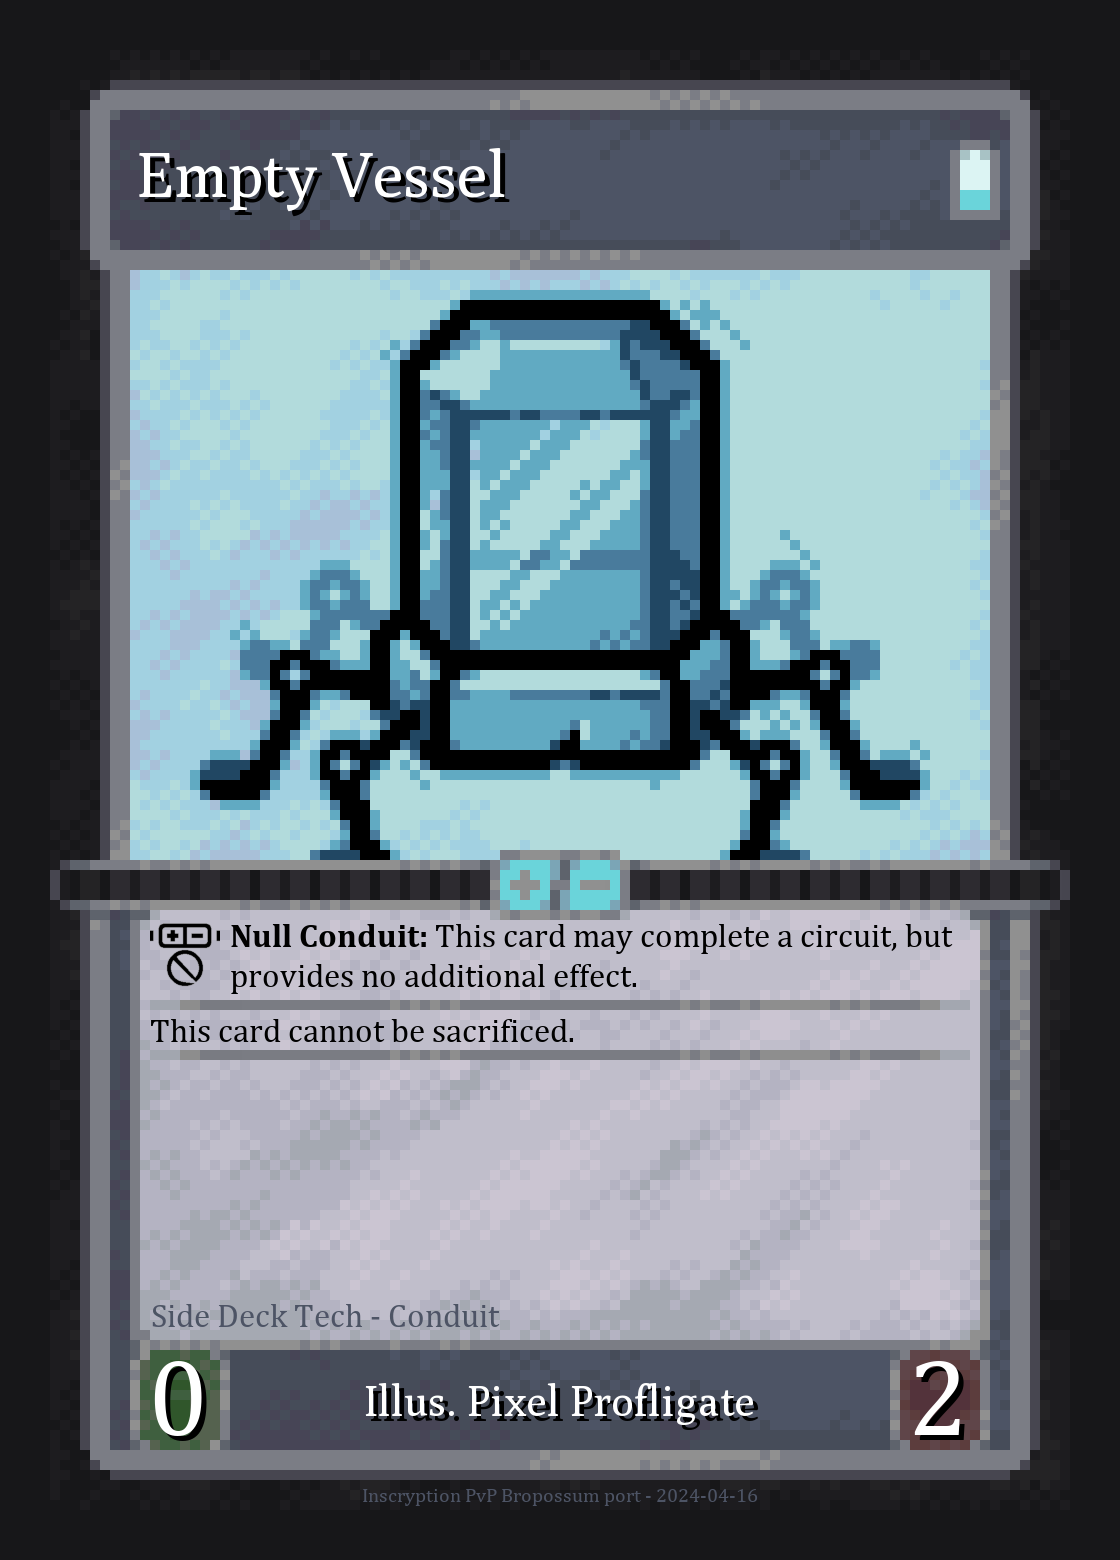 Empty Vessel
Null Conduit: This card may complete a circuit, but
provides no additional effect.
This card cannot be sacrificed.
Side Deck Tech - Conduit
0
Illus. Pixel Profligate
2
Inscryption PvP Bropossum port - 2024-04-16